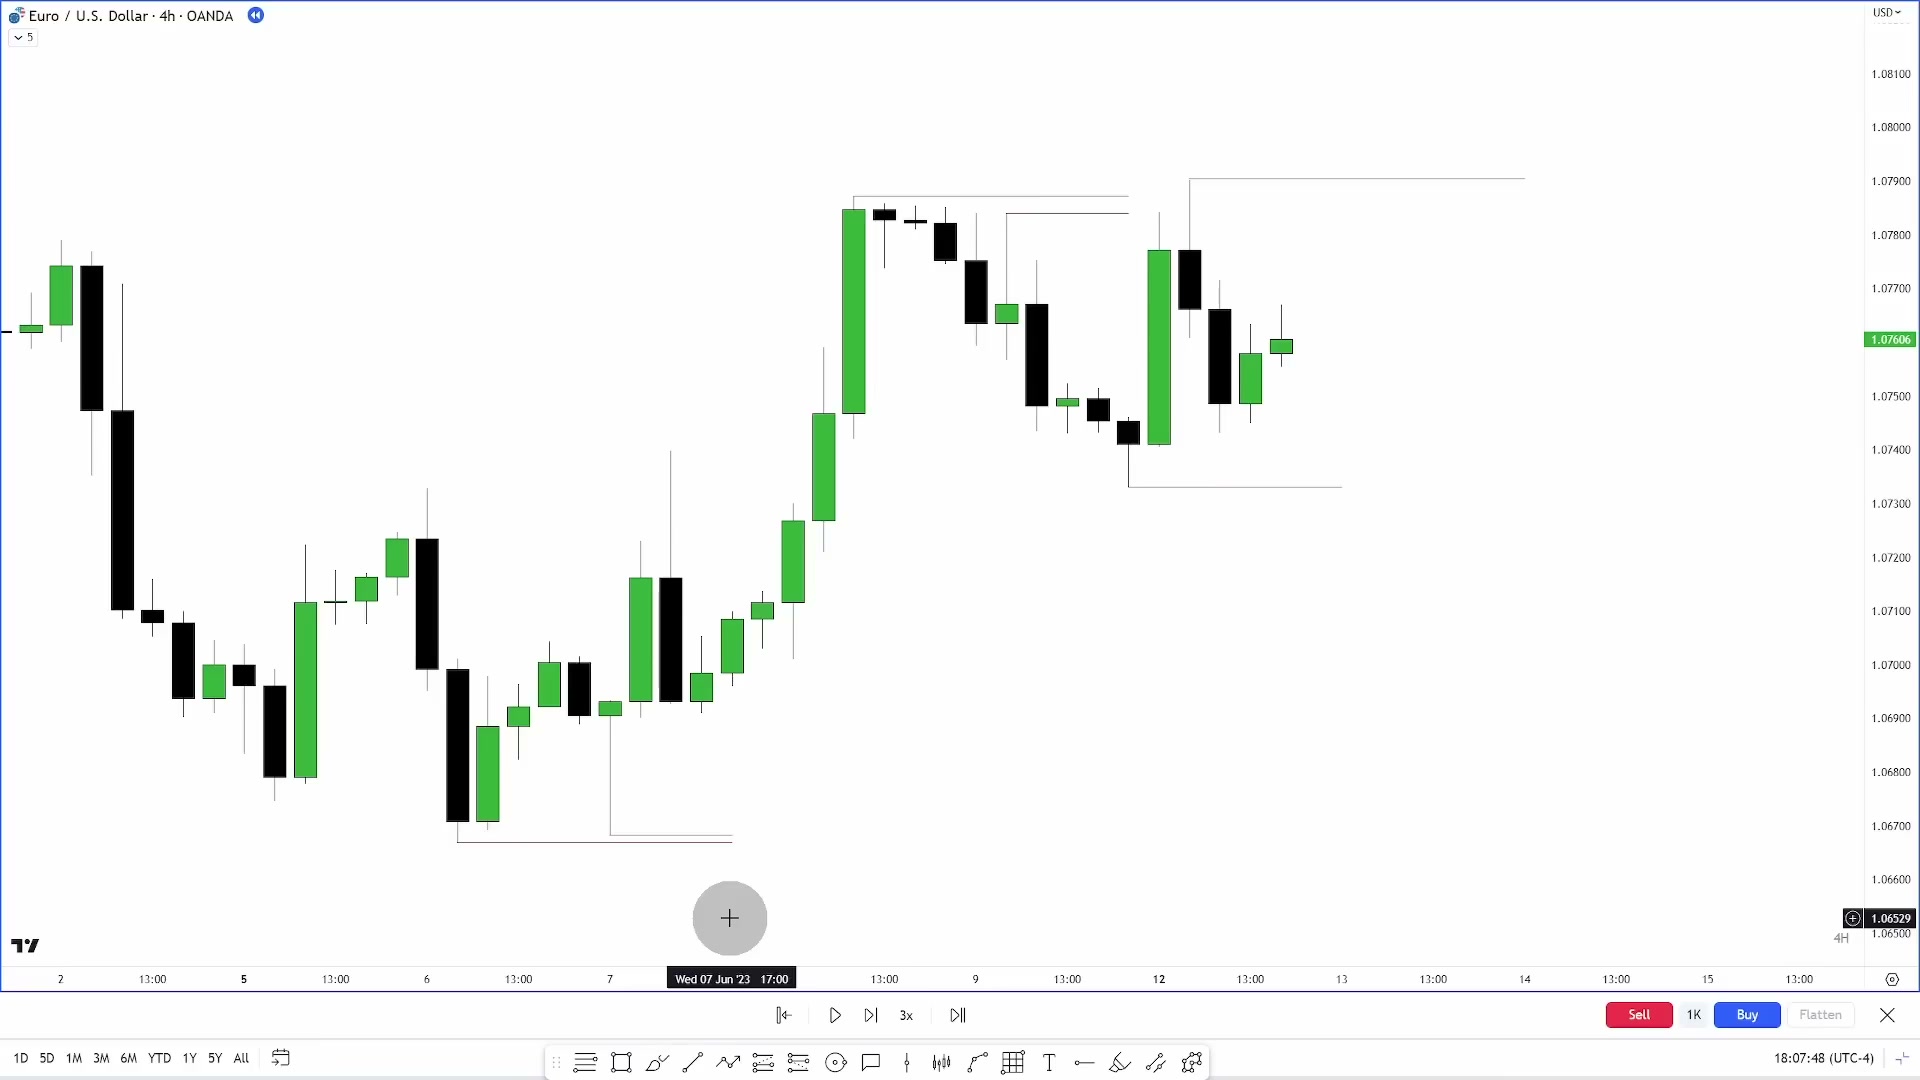 Euro / U.S. Dollar · 4h · OANDA
USD
5
1.08100
1.08000
1.07900
1.07800
1.07700
1.07606
1.07500
1.07400
1.07300
1.07200
1.07100
1.07000
1.06900
1.06800
1.06700
1.06600
1.06529
1.06500
4H
2 13:00 5 13:00 6 13:00 7 Wed 07 Jun '23 17:00 13:00 9 13:00 12 13:00 13 13:00 14 13:00 15 13:00
3x
Sell 1K Buy Flatten
1D 5D 1M 3M 6M YTD 1Y 5Y All
18:07:48 (UTC-4)